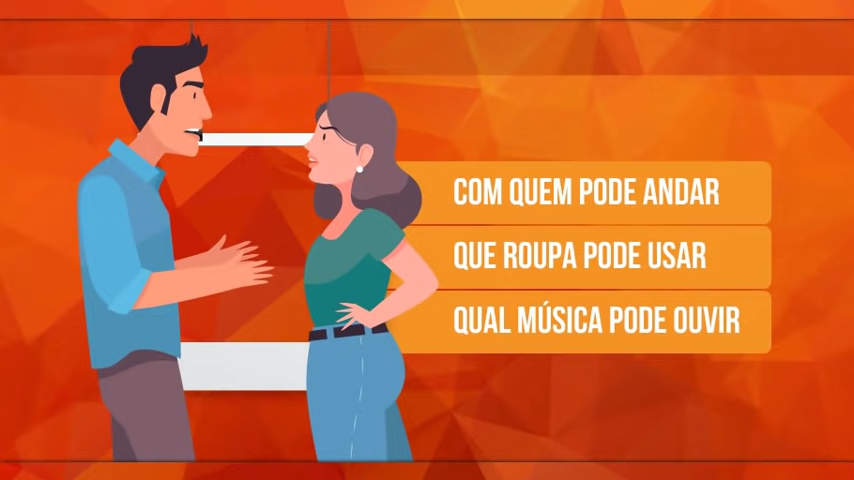 COM QUEM PODE ANDAR
QUE ROUPA PODE USAR
QUAL MÚSICA PODE OUVIR